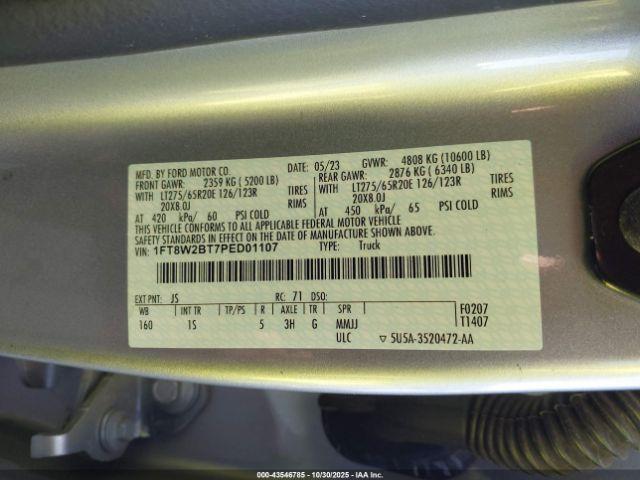 MFD. BY FORD MOTOR CO.
DATE: 05/23 GVWR: 4808 KG (10600 LB)
FRONT GAWR: 2359 KG (5200 LB) REAR GAWR: 2876 KG (6340 LB)
WITH LT275/65R20E 126/123R TIRES WITH LT275/65R20E 126/123R TIRES
20X8.0J RIMS 20X8.0J RIMS
AT 420 kPa/ 60 PSI COLD AT 450 kPa/ 65 PSI COLD
THIS VEHICLE CONFORMS TO ALL APPLICABLE FEDERAL MOTOR VEHICLE
SAFETY STANDARDS IN EFFECT ON THE DATE OF MANUFACTURE SHOWN ABOVE.
VIN: 1FT8W2BT7PED01107 TYPE: Truck
EXT PNT: JS RC: 71 DSO:
WB INT TR TP/PS R AXLE TR SPR F0207
160 1S 5 3H G MMJJ T1407
ULC ▽ 5U5A-3520472-AA
000-43546785 - 10/30/2025 - IAAI.COM